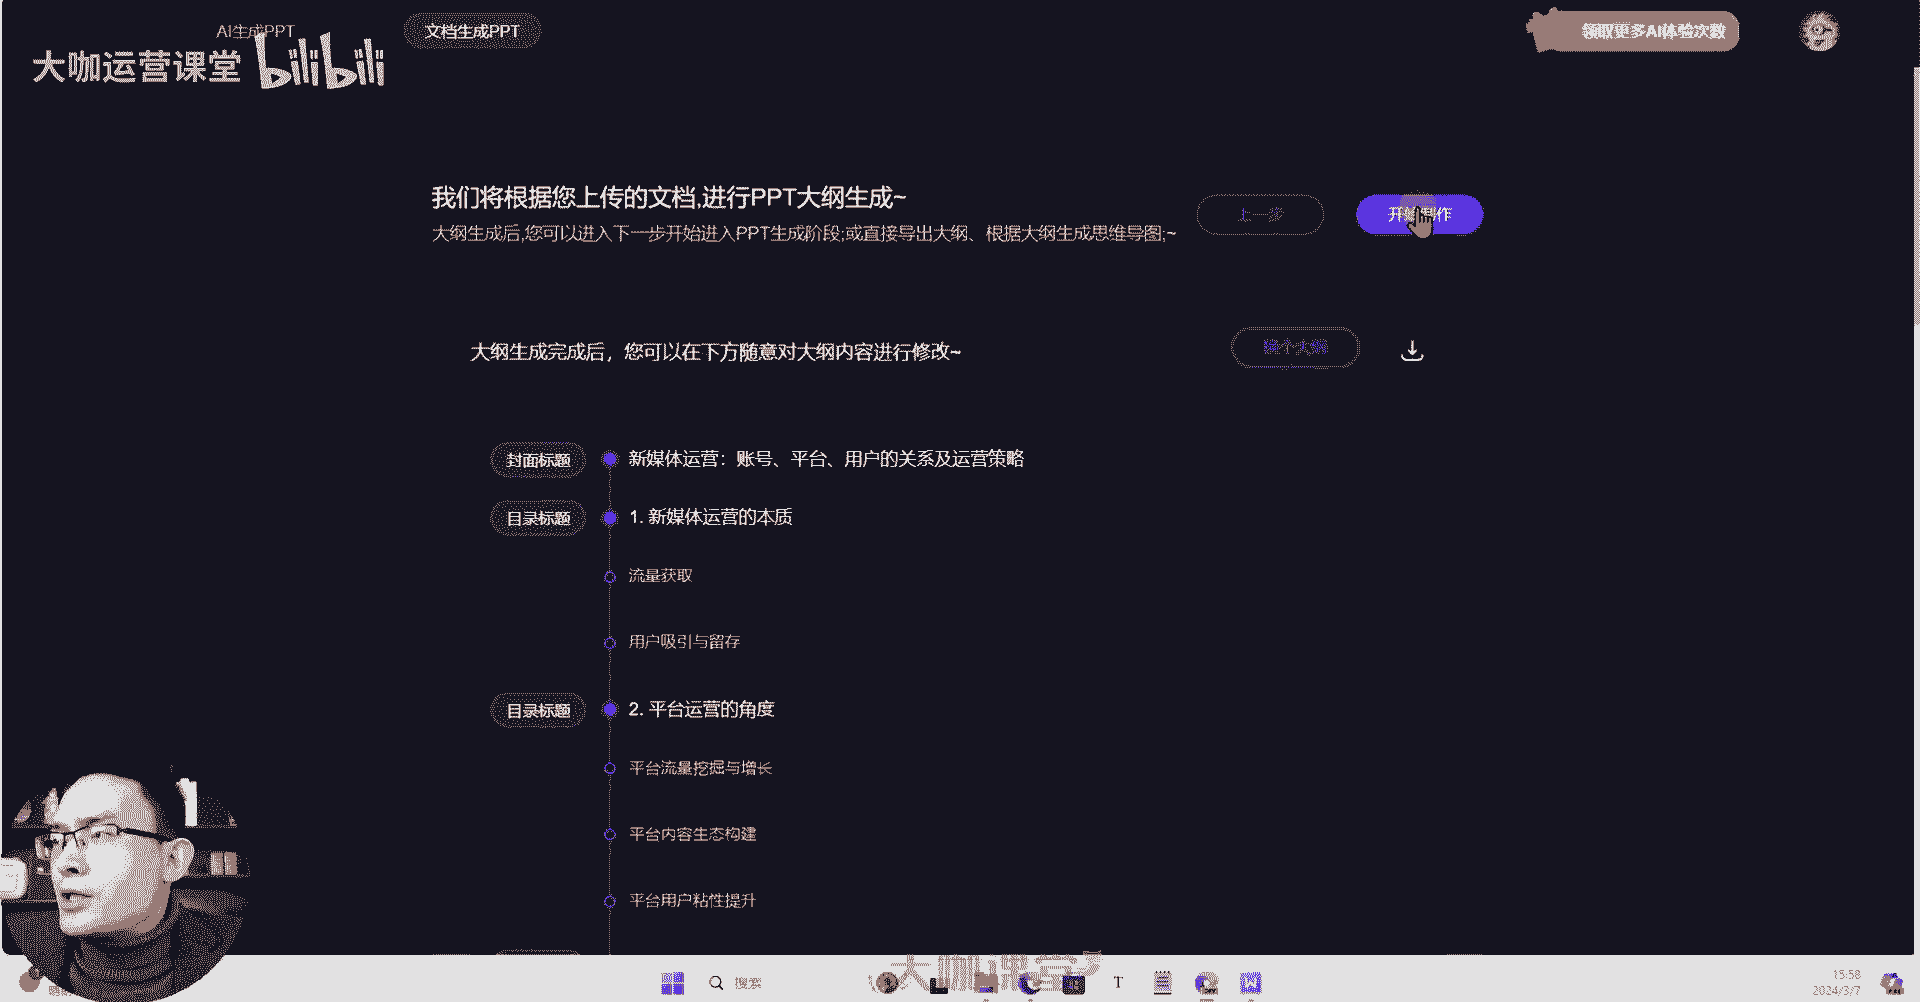 AI生成PPT
文档生成PPT
领取更多AI体验次数
大咖运营课堂 bilibili
我们将根据您上传的文档,进行PPT大纲生成~
大纲生成后,您可以进入下一步开始进入PPT生成阶段;或直接导出大纲、根据大纲生成思维导图;~
上一步
开始制作
大纲生成完成后，您可以在下方随意对大纲内容进行修改~
换个大纲
封面标题
新媒体运营：账号、平台、用户的关系及运营策略
目录标题
1. 新媒体运营的本质
流量获取
用户吸引与留存
目录标题
2. 平台运营的角度
平台流量挖掘与增长
平台内容生态构建
平台用户粘性提升
大咖课堂
搜索
15:58
2024/3/7